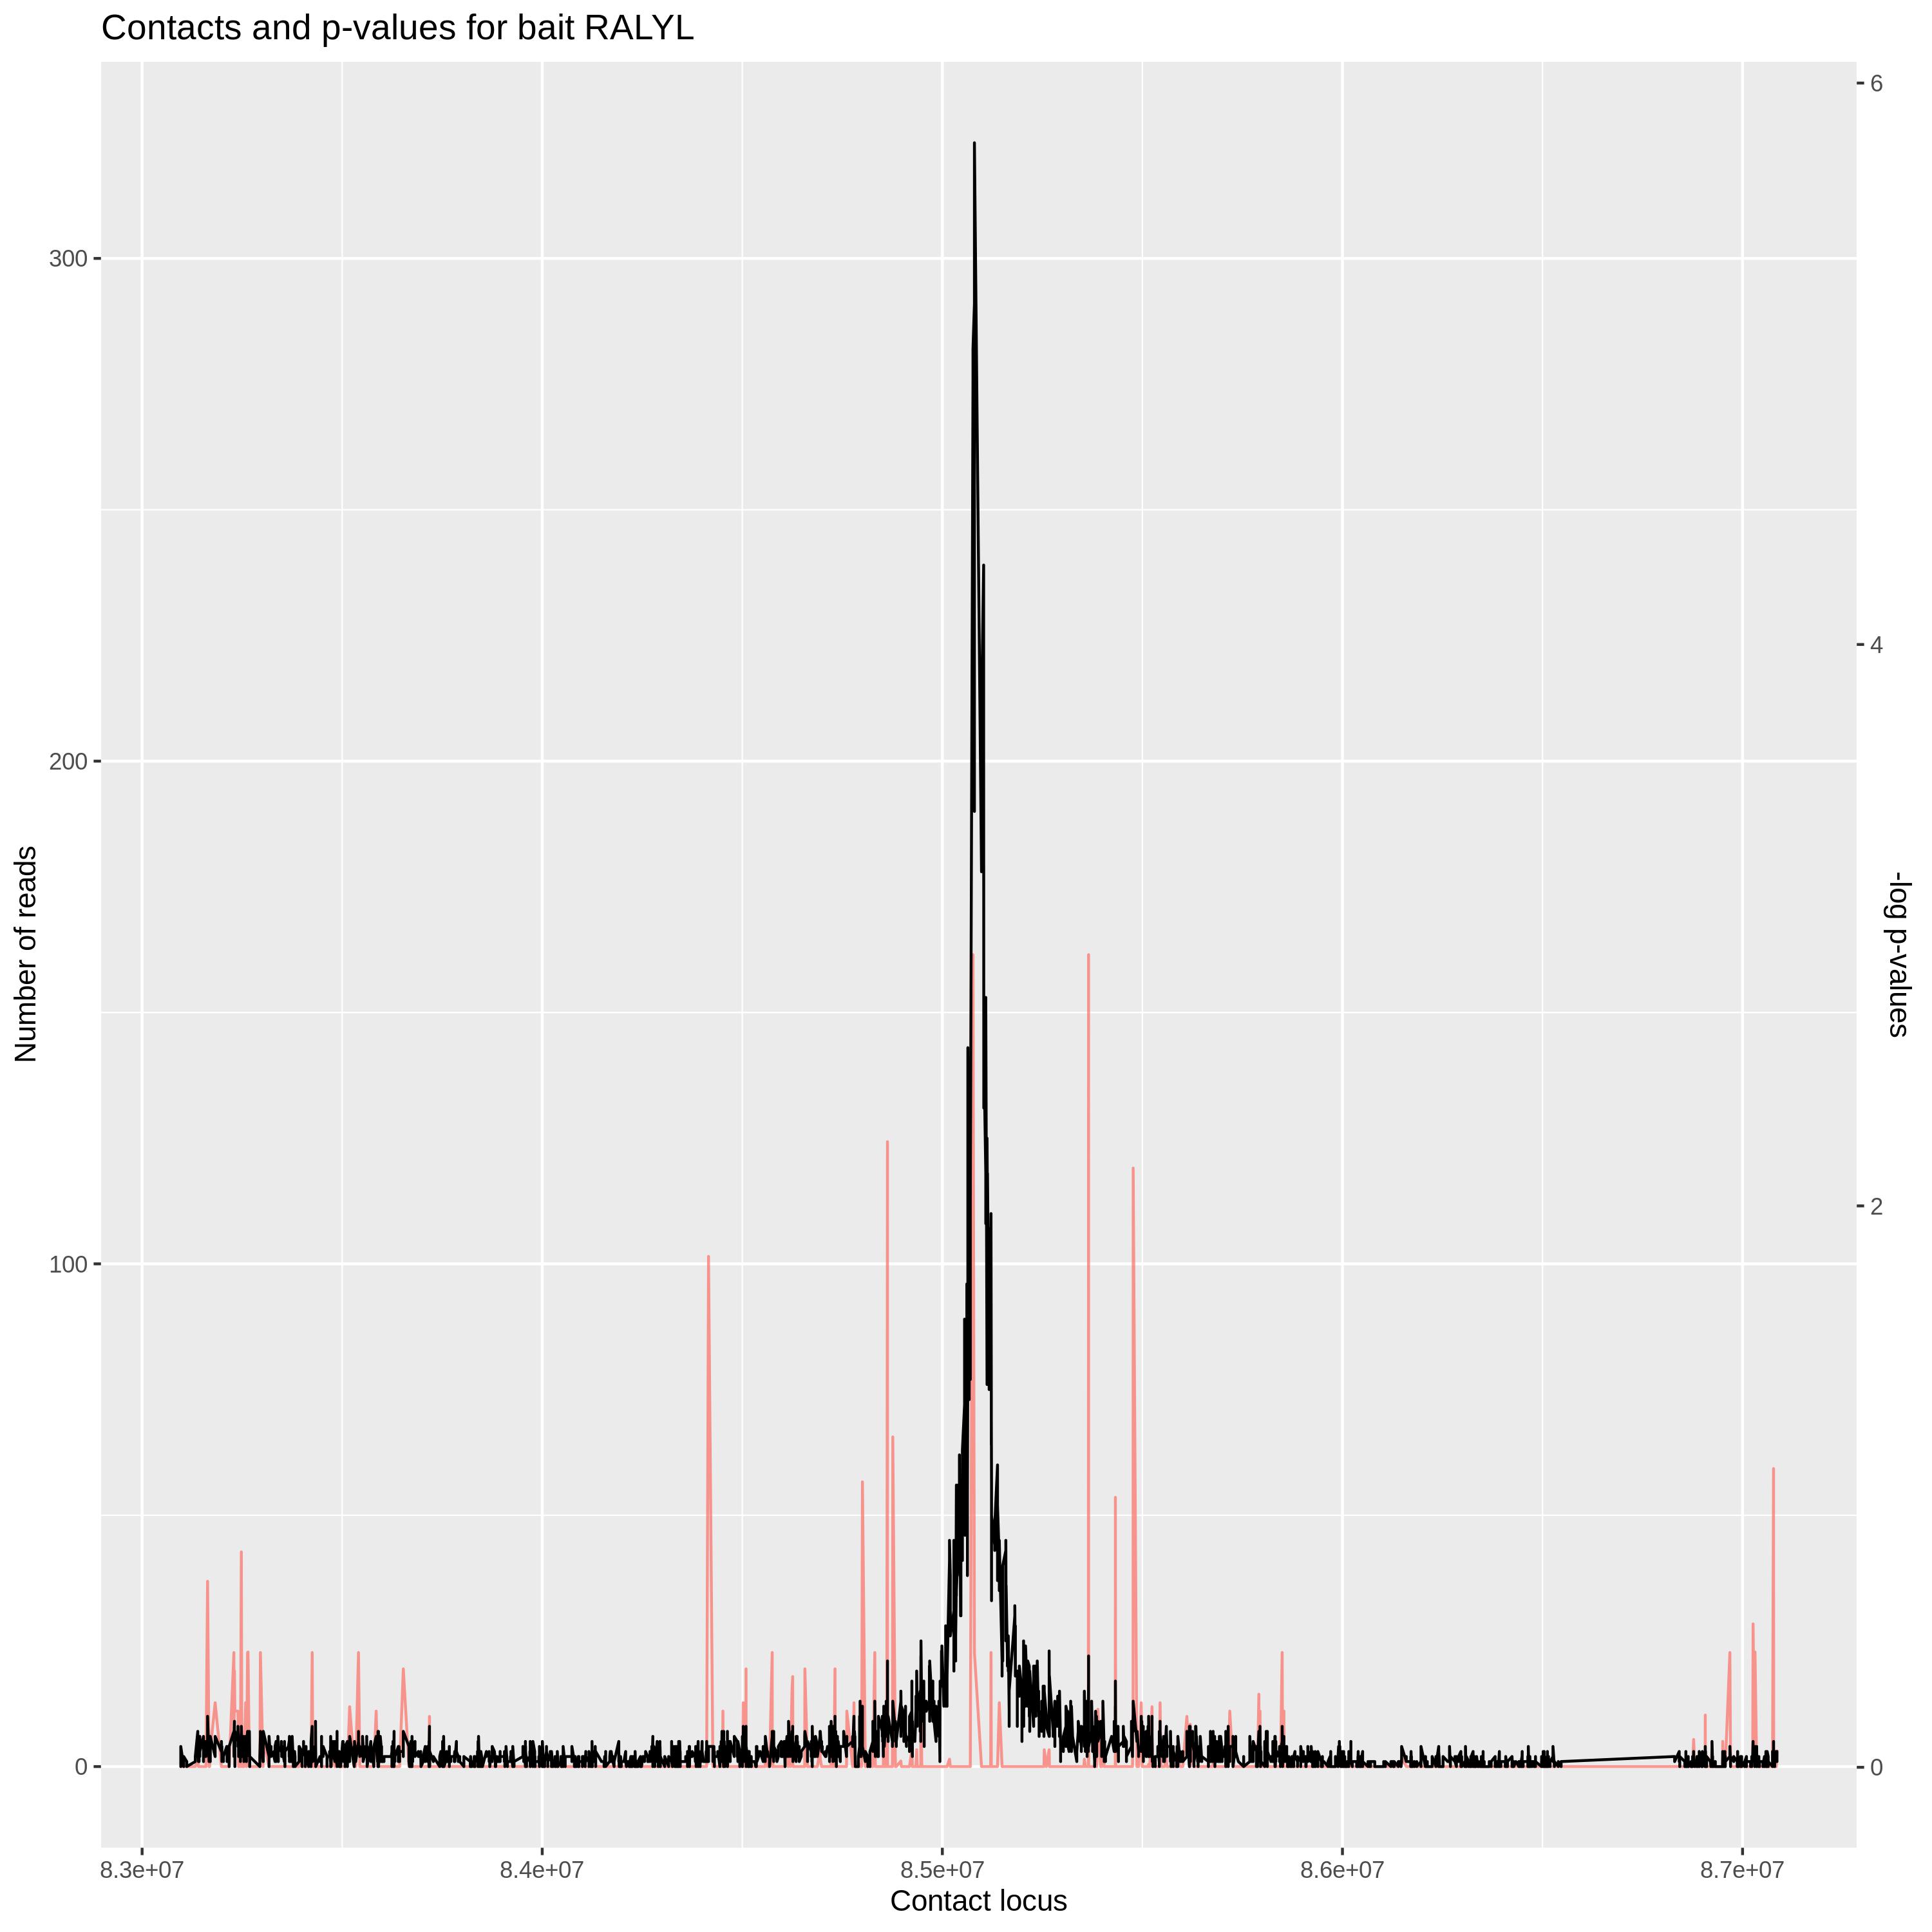 Contacts and p-values for bait RALYL
300
200
100
0
Number of reads
6
4
2
0
-log p-values
8.3e+07 8.4e+07 8.5e+07 8.6e+07 8.7e+07
Contact locus